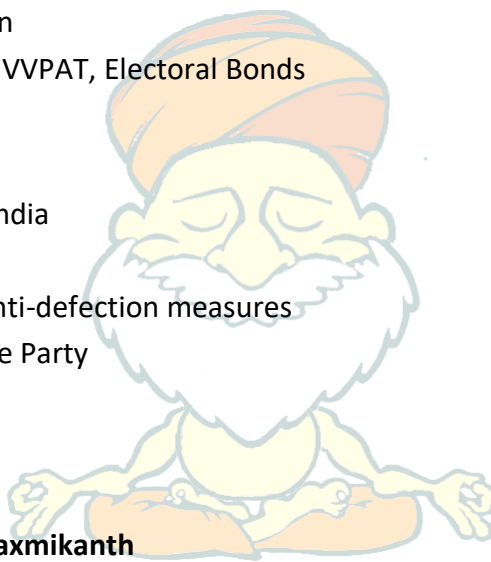 n
VVPAT, Electoral Bonds
ndia
nti-defection measures
e Party
axmikanth